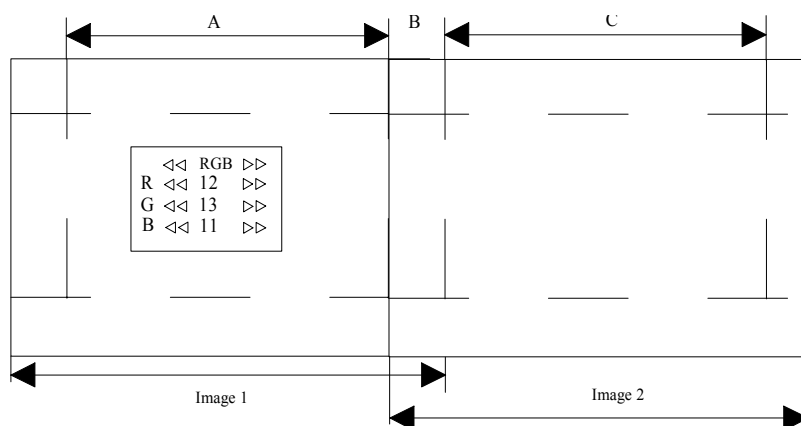 A B C
◁◁ RGB ▷▷
R ◁◁ 12 ▷▷
G ◁◁ 13 ▷▷
B ◁◁ 11 ▷▷
Image 1
Image 2